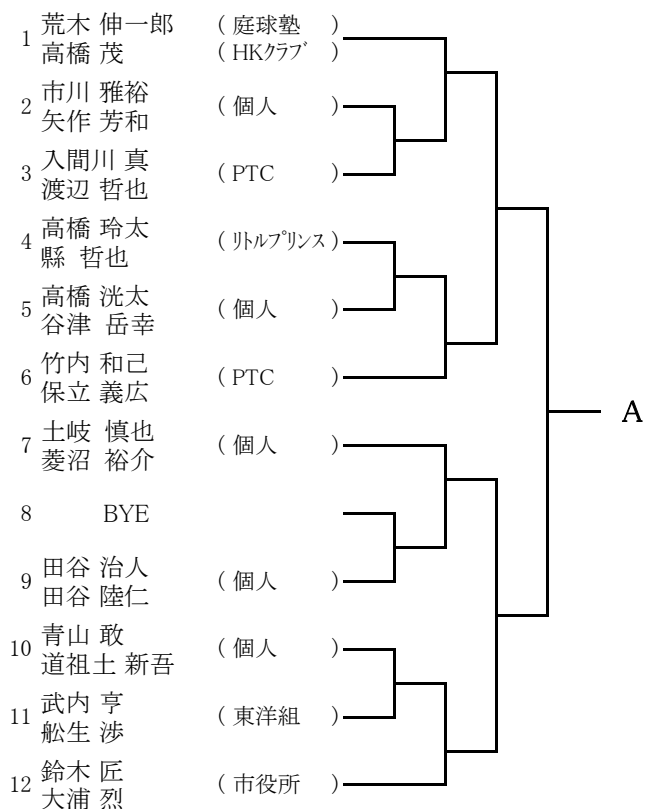 1 荒木 伸一郎 ( 庭球塾 )
高橋 茂 ( HKクラブ )
2 市川 雅裕 ( 個人 )
矢作 芳和
3 入間川 真 ( PTC )
渡辺 哲也
4 高橋 玲太 ( リトルプリンス )
縣 哲也
5 高橋 洸太 ( 個人 )
谷津 岳幸
6 竹内 和己 ( PTC )
保立 義広
7 土岐 慎也 ( 個人 )
菱沼 裕介
8 BYE
9 田谷 治人 ( 個人 )
田谷 陸仁
10 青山 敢 ( 個人 )
道祖土 新吾
11 武内 亨 ( 東洋組 )
舩生 渉
12 鈴木 匠 ( 市役所 )
大浦 烈
A